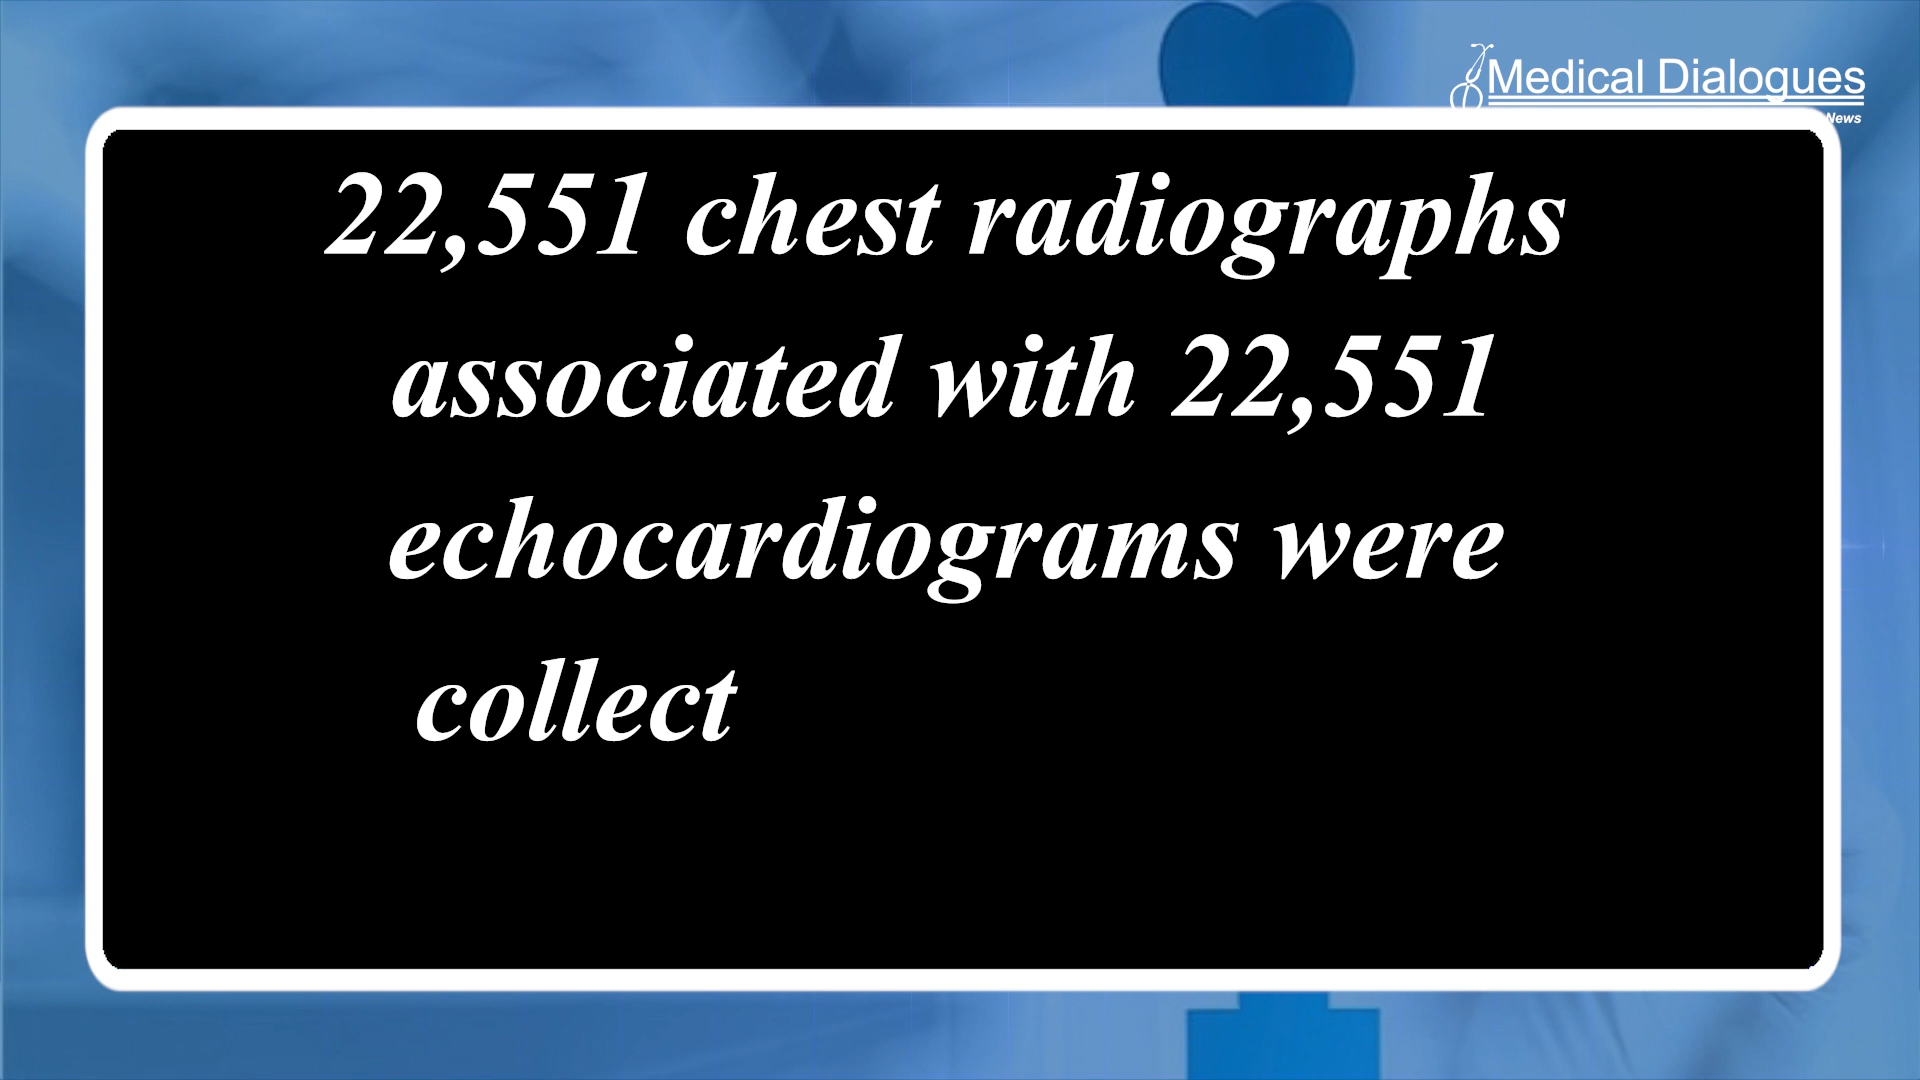 Medical Dialogues
News
22,551 chest radiographs
associated with 22,551
echocardiograms were
collect